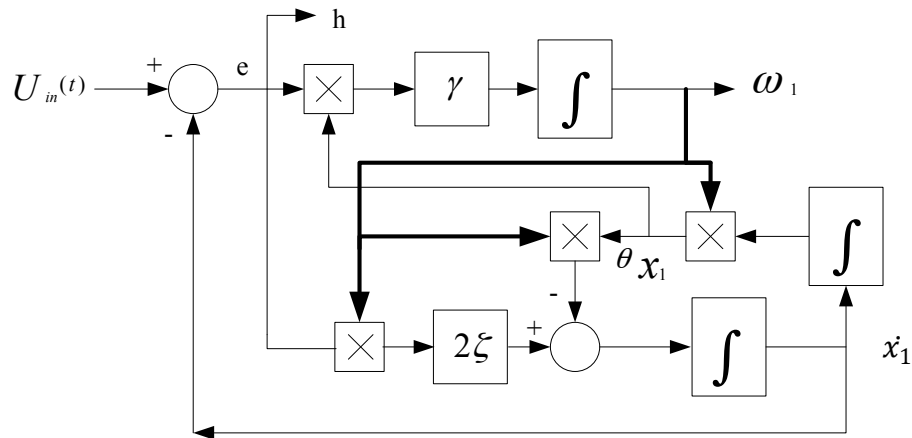 h
+
e
U_in(t)
×
γ
∫
ω_1
-
×
×
∫
θ x_1
-
×
2ζ
+
∫
ẋ_1